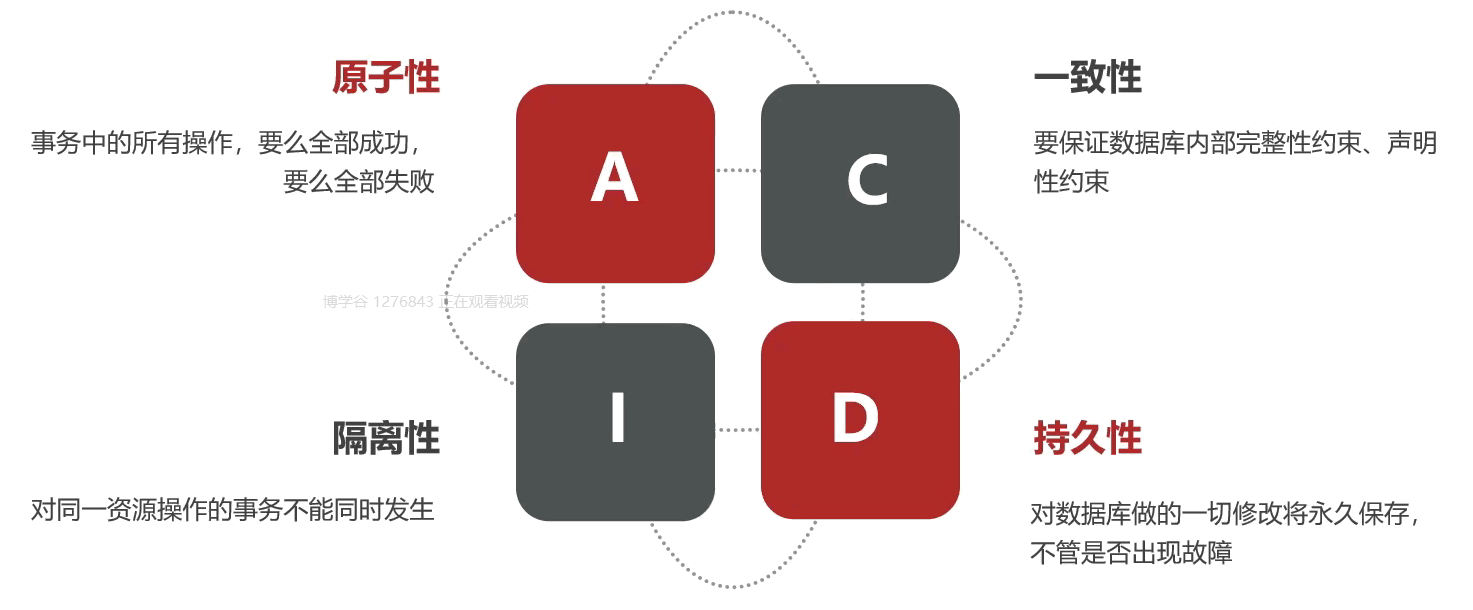 原子性
事务中的所有操作，要么全部成功，
要么全部失败
A
C
一致性
要保证数据库内部完整性约束、声明
性约束
博学谷 1276843 正在观看视频
隔离性
对同一资源操作的事务不能同时发生
I
D
持久性
对数据库做的一切修改将永久保存，
不管是否出现故障